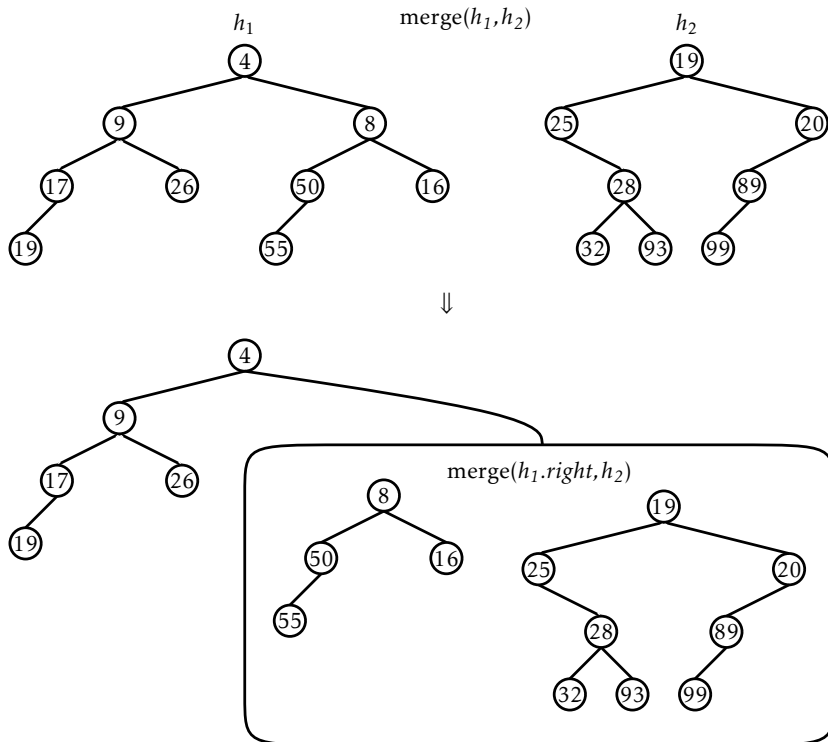 merge(h₁, h₂)
h₁ h₂
4 19
9 8 25 20
17 26 50 16 28 89
19 55 32 93 99
⇓
4
9
merge(h₁.right, h₂)
17 26 8 19
19 50 16 25 20
55 28 89
32 93 99